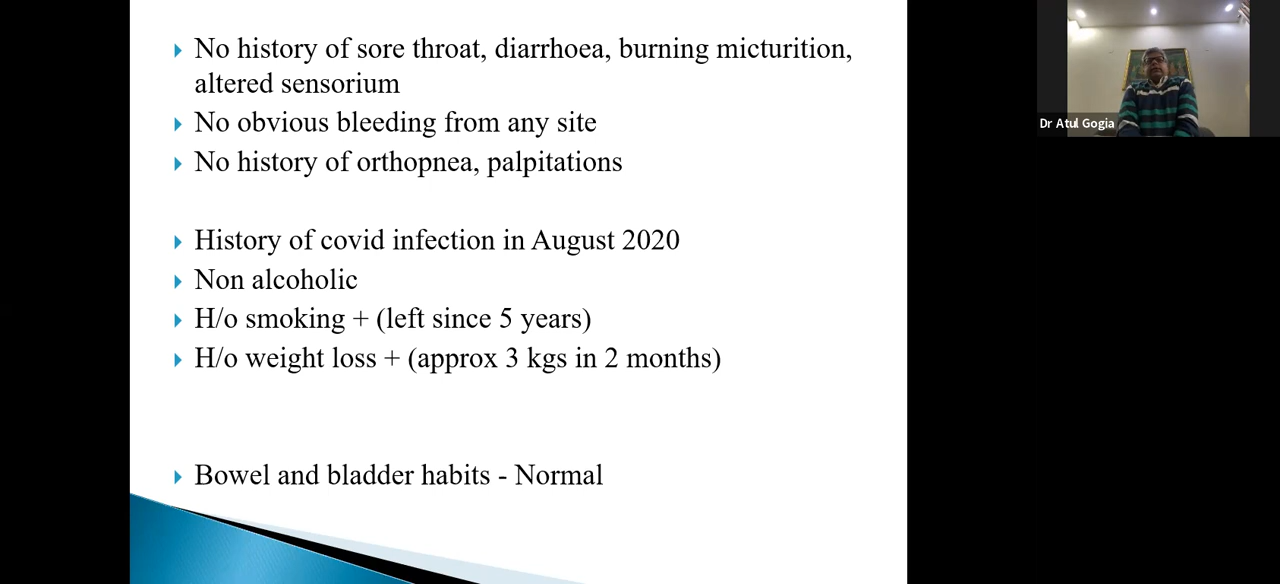 No history of sore throat, diarrhoea, burning micturition,
altered sensorium
No obvious bleeding from any site
No history of orthopnea, palpitations
History of covid infection in August 2020
Non alcoholic
H/o smoking + (left since 5 years)
H/o weight loss + (approx 3 kgs in 2 months)
Bowel and bladder habits - Normal
Dr Atul Gogia